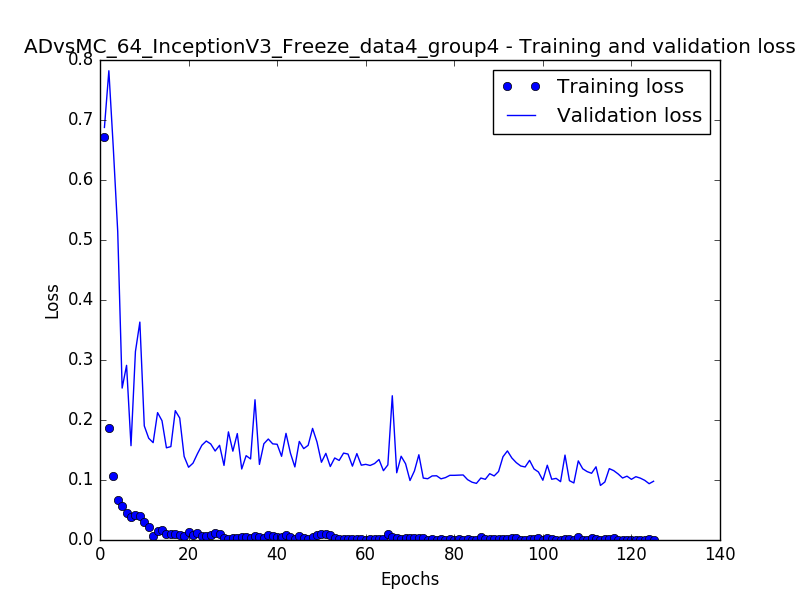 ADvsMC_64_InceptionV3_Freeze_data4_group4 - Training and validation loss
Training loss
Validation loss
0.8
0.7
0.6
0.5
0.4
0.3
0.2
0.1
0.0
Loss
0 20 40 60 80 100 120 140
Epochs